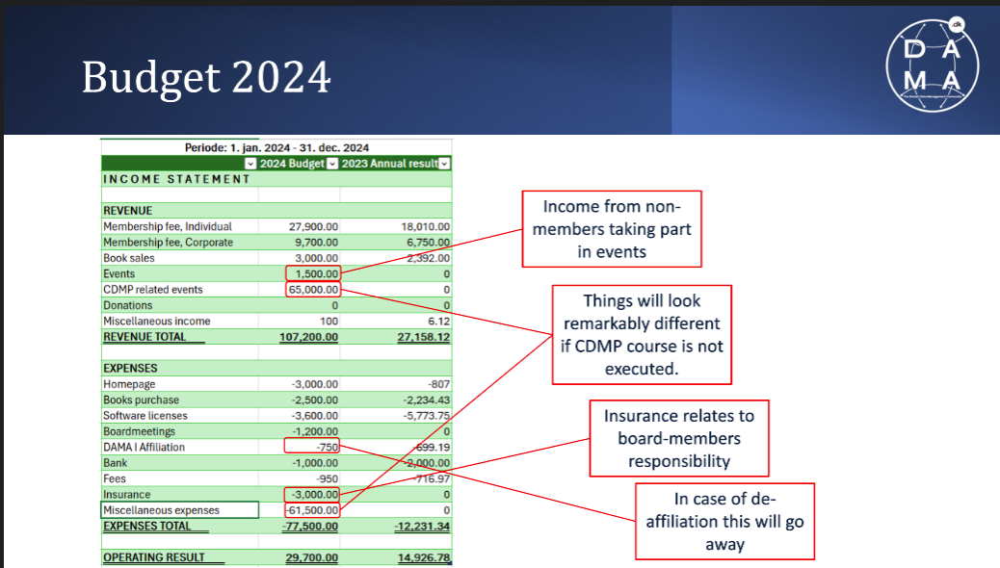 Budget 2024
.dk
D A
M A
Periode: 1. jan. 2024 - 31. dec. 2024
2024 Budget 2023 Annual result
INCOME STATEMENT
REVENUE
Membership fee, Individual 27,900.00 18,010.00
Membership fee, Corporate 9,700.00 6,750.00
Book sales 3,000.00 2,392.00
Events 1,500.00 0
CDMP related events 65,000.00 0
Donations 0 0
Miscellaneous income 100 6.12
REVENUE TOTAL 107,200.00 27,158.12
EXPENSES
Homepage -3,000.00 -807
Books purchase -2,500.00 -2,234.43
Software licenses -3,600.00 -5,773.75
Boardmeetings -1,200.00 0
DAMA I Affiliation -750 -699.19
Bank -1,000.00 -2,000.00
Fees -950 -716.97
Insurance -3,000.00 0
Miscellaneous expenses -61,500.00 0
EXPENSES TOTAL -77,500.00 -12,231.34
OPERATING RESULT 29,700.00 14,926.78
Income from non-
members taking part
in events
Things will look
remarkably different
if CDMP course is not
executed.
Insurance relates to
board-members
responsibility
In case of de-
affiliation this will go
away